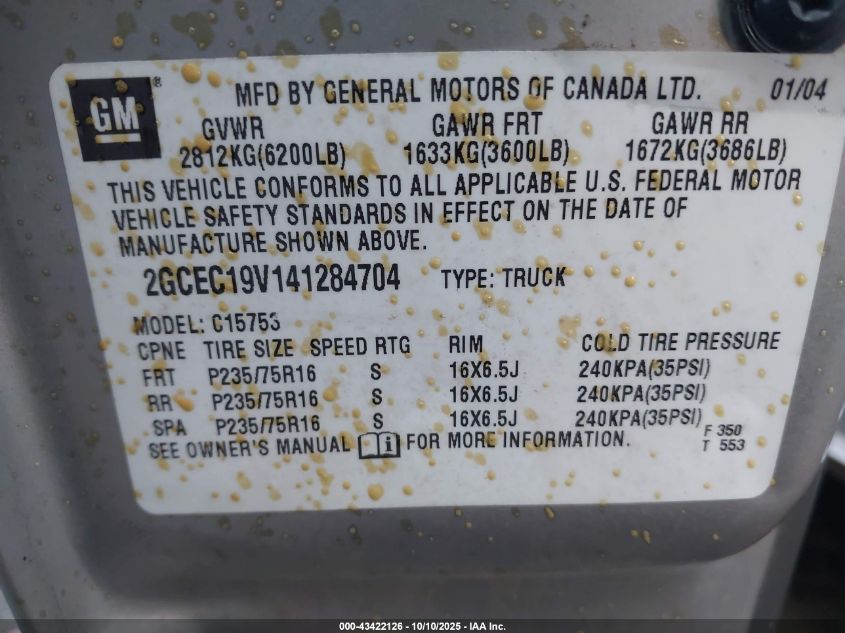 GM ® MFD BY GENERAL MOTORS OF CANADA LTD. 01/04
GVWR GAWR FRT GAWR RR
2812KG(6200LB) 1633KG(3600LB) 1672KG(3686LB)
THIS VEHICLE CONFORMS TO ALL APPLICABLE U.S. FEDERAL MOTOR
VEHICLE SAFETY STANDARDS IN EFFECT ON THE DATE OF
MANUFACTURE SHOWN ABOVE.
2GCEC19V141284704 TYPE: TRUCK
MODEL: C15753
CPNE TIRE SIZE SPEED RTG RIM COLD TIRE PRESSURE
FRT P235/75R16 S 16X6.5J 240KPA(35PSI)
RR P235/75R16 S 16X6.5J 240KPA(35PSI)
SPA P235/75R16 S 16X6.5J 240KPA(35PSI)
SEE OWNER'S MANUAL i FOR MORE INFORMATION. F 350
T 553
000-43422126 - 10/10/2025 - IAA Inc.